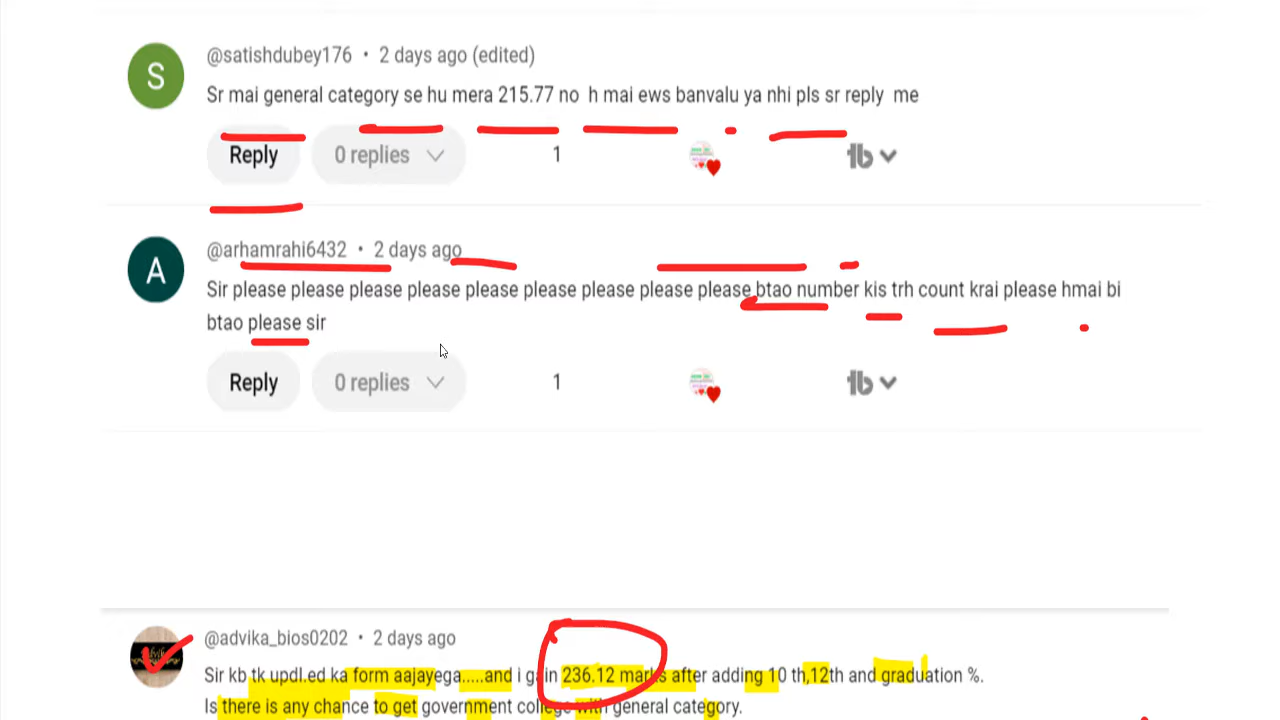 S
@satishdubey176 • 2 days ago (edited)
Sr mai general category se hu mera 215.77 no h mai ews banvalu ya nhi pls sr reply me
Reply 0 replies 1
@arhamrahi6432 • 2 days ago
A
Sir please please please please please please please please please btao number kis trh count krai please hmai bi
btao please sir
Reply 0 replies 1
@advika_bios0202 • 2 days ago
Sir kb tk updl.ed ka form aajayega.....and i gain 236.12 marks after adding 10 th,12th and graduation %.
Is there is any chance to get government college with general category.